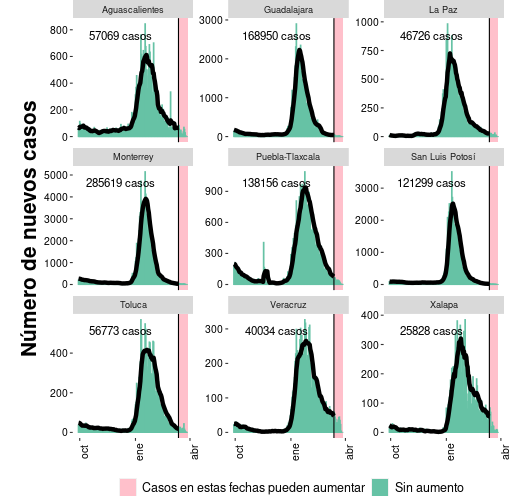 Número de nuevos casos
Aguascalientes
57069 casos
800
600
400
200
0
Guadalajara
168950 casos
3000
2000
1000
0
La Paz
46726 casos
1000
750
500
250
0
Monterrey
285619 casos
5000
4000
3000
2000
1000
0
Puebla-Tlaxcala
138156 casos
900
600
300
0
San Luis Potosí
121299 casos
3000
2000
1000
0
Toluca
56773 casos
400
200
0
Veracruz
40034 casos
300
200
100
0
Xalapa
25828 casos
400
300
200
100
0
oct ene abr
oct ene abr
oct ene abr
Casos en estas fechas pueden aumentar Sin aumento